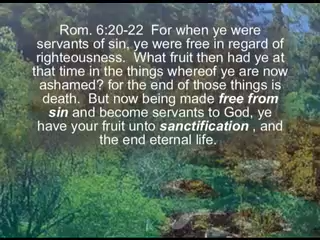 Rom. 6:20-22  For when ye were
servants of sin, ye were free in regard of
righteousness.  What fruit then had ye at
that time in the things whereof ye are now
ashamed? for the end of those things is
death.  But now being made free from
sin and become servants to God, ye
have your fruit unto sanctification , and
the end eternal life.